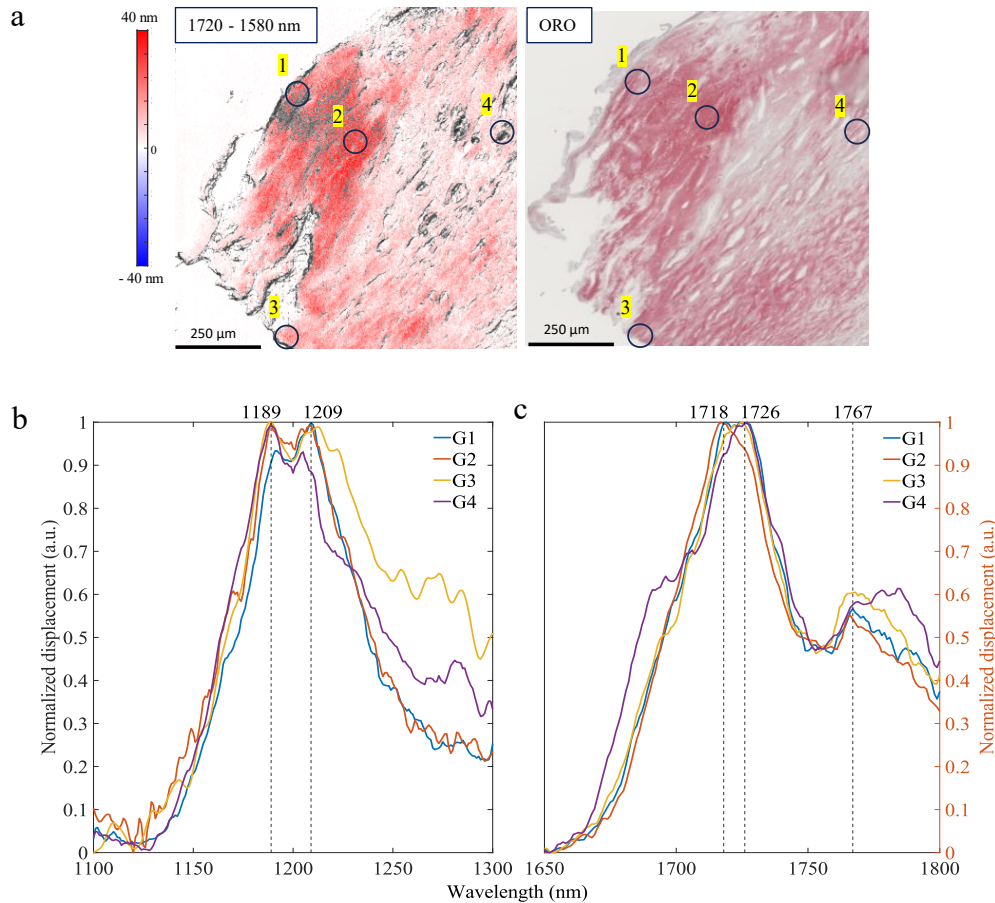 a
40 nm
0
- 40 nm
1720 - 1580 nm
1
2
3
4
250 µm
ORO
1
2
3
4
250 µm
b
1189
1209
Normalized displacement (a.u.)
1
0.9
0.8
0.7
0.6
0.5
0.4
0.3
0.2
0.1
0
G1
G2
G3
G4
1100
1150
1200
1250
1300
c
1718
1726
1767
G1
G2
G3
G4
1650
1700
1750
1800
1
0.9
0.8
0.7
0.6
0.5
0.4
0.3
0.2
0.1
0
Normalized displacement (a.u.)
Wavelength (nm)